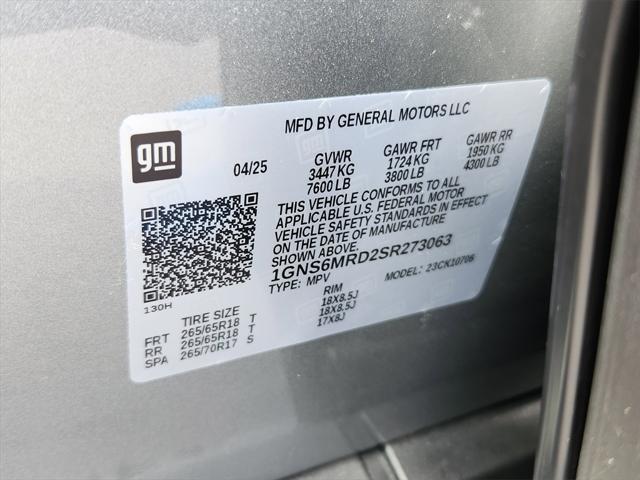 MFD BY GENERAL MOTORS LLC
gm
04/25
GVWR
3447 KG
7600 LB
GAWR FRT
1724 KG
3800 LB
GAWR RR
1950 KG
4300 LB
THIS VEHICLE CONFORMS TO ALL
APPLICABLE U.S. FEDERAL MOTOR
VEHICLE SAFETY STANDARDS IN EFFECT
ON THE DATE OF MANUFACTURE
SHOWN ABOVE.
1GNS6MRD2SR273063
TYPE: MPV MODEL: 23CK10706
130H
TIRE SIZE RIM
FRT 265/65R18 T 18X8.5J
RR 265/65R18 T 18X8.5J
SPA 265/70R17 S 17X8J